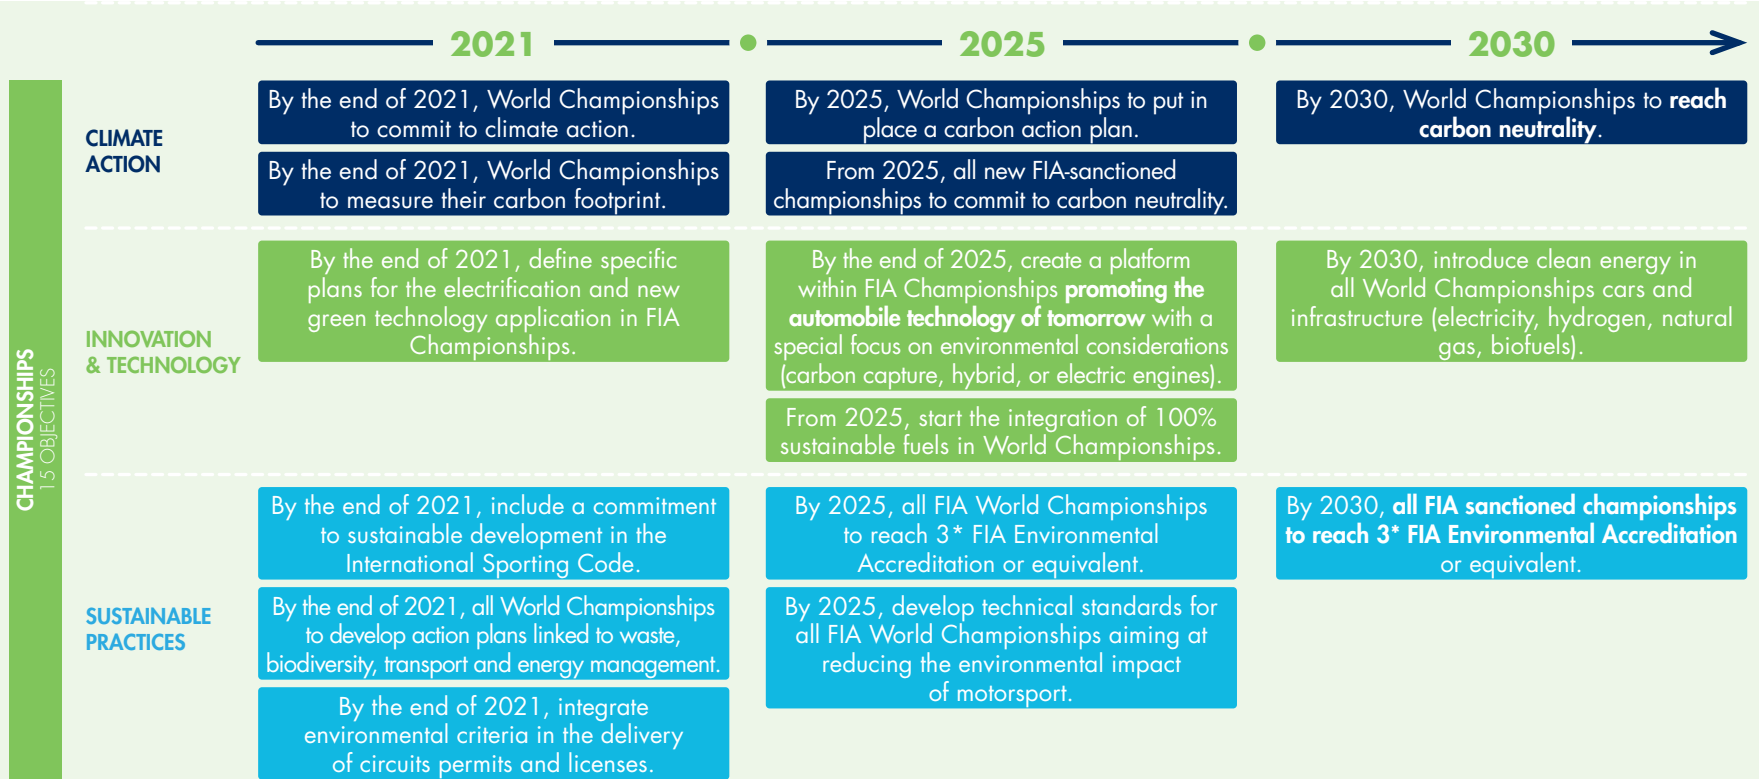 2021
2025
2030
CHAMPIONSHIPS
15 OBJECTIVES
CLIMATE
ACTION
By the end of 2021, World Championships
to commit to climate action.
By the end of 2021, World Championships
to measure their carbon footprint.
By 2025, World Championships to put in
place a carbon action plan.
From 2025, all new FIA-sanctioned
championships to commit to carbon neutrality.
By 2030, World Championships to reach
carbon neutrality.
INNOVATION
& TECHNOLOGY
By the end of 2021, define specific
plans for the electrification and new
green technology application in FIA
Championships.
By the end of 2025, create a platform
within FIA Championships promoting the
automobile technology of tomorrow with a
special focus on environmental considerations
(carbon capture, hybrid, or electric engines).
From 2025, start the integration of 100%
sustainable fuels in World Championships.
By 2030, introduce clean energy in
all World Championships cars and
infrastructure (electricity, hydrogen, natural
gas, biofuels).
SUSTAINABLE
PRACTICES
By the end of 2021, include a commitment
to sustainable development in the
International Sporting Code.
By the end of 2021, all World Championships
to develop action plans linked to waste,
biodiversity, transport and energy management.
By the end of 2021, integrate
environmental criteria in the delivery
of circuits permits and licenses.
By 2025, all FIA World Championships
to reach 3* FIA Environmental
Accreditation or equivalent.
By 2025, develop technical standards for
all FIA World Championships aiming at
reducing the environmental impact
of motorsport.
By 2030, all FIA sanctioned championships
to reach 3* FIA Environmental Accreditation
or equivalent.